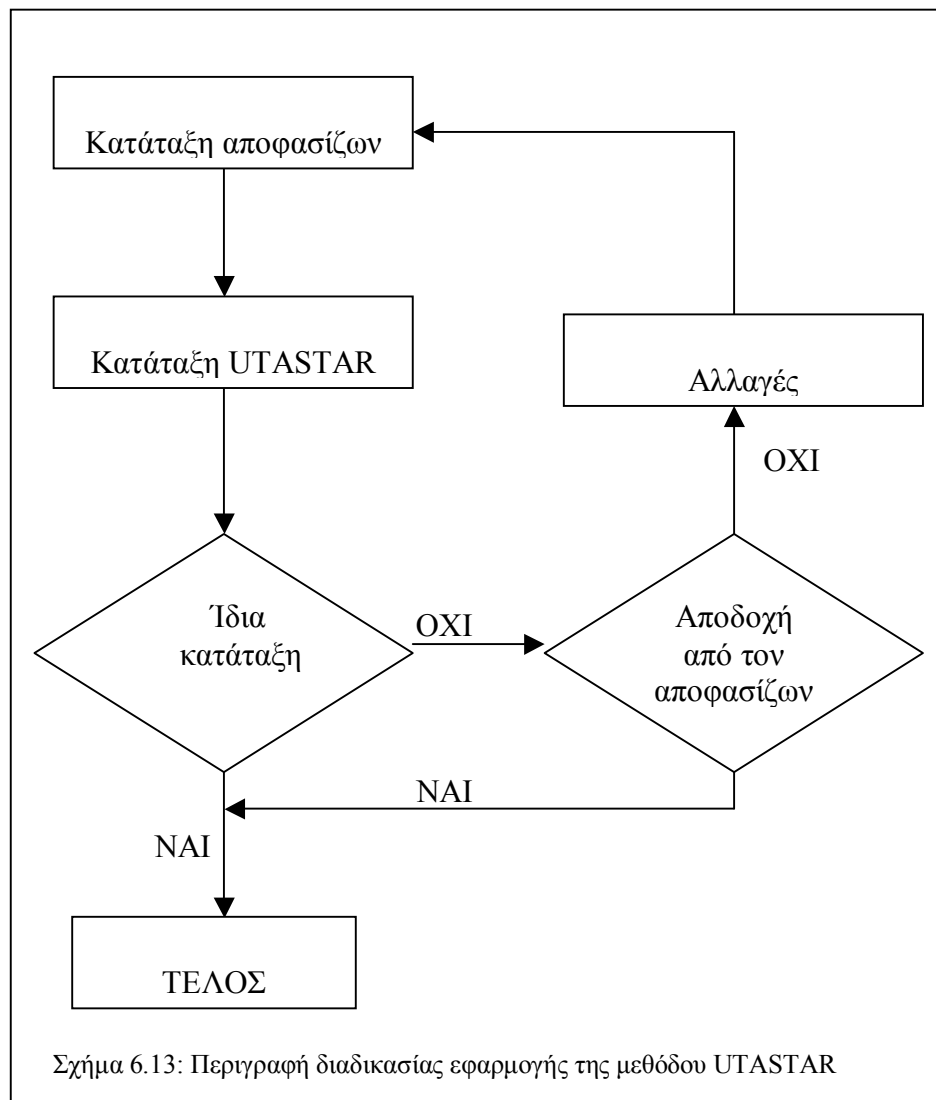 Κατάταξη αποφασίζων
Κατάταξη UTASTAR
Αλλαγές
ΟΧΙ
Ίδια
κατάταξη
ΟΧΙ
Αποδοχή
από τον
αποφασίζων
ΝΑΙ
ΝΑΙ
ΤΕΛΟΣ
Σχήμα 6.13: Περιγραφή διαδικασίας εφαρμογής της μεθόδου UTASTAR